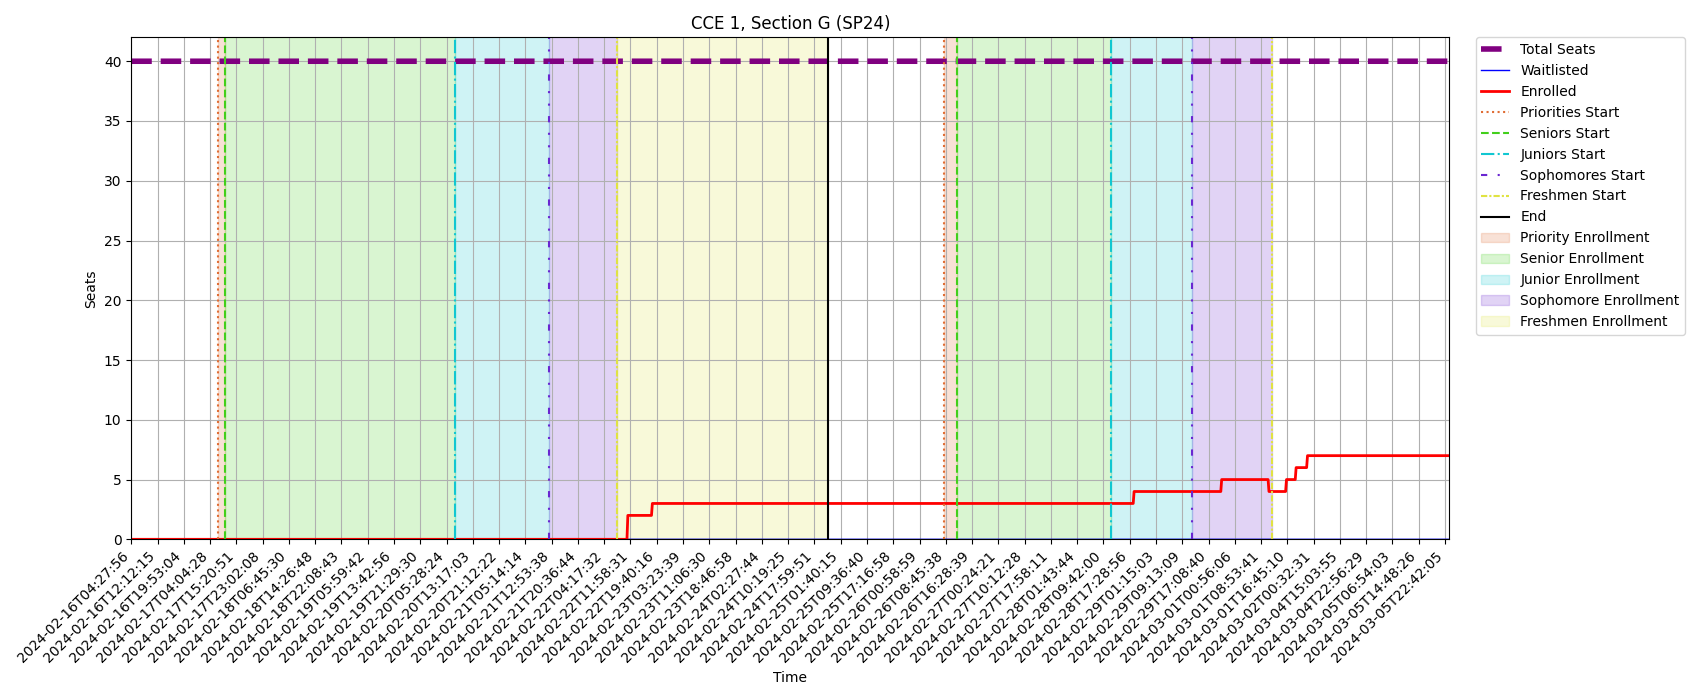 CCE 1, Section G (SP24)
Seats
40
35
30
25
20
15
10
5
0
2024-02-16T04:27:56
2024-02-16T12:12:15
2024-02-16T19:53:04
2024-02-17T04:04:28
2024-02-17T15:20:51
2024-02-17T23:02:08
2024-02-18T06:45:30
2024-02-18T14:26:48
2024-02-18T22:08:43
2024-02-19T05:59:42
2024-02-19T13:42:56
2024-02-19T21:29:30
2024-02-20T05:28:24
2024-02-20T13:17:03
2024-02-20T21:12:22
2024-02-21T05:14:14
2024-02-21T12:53:38
2024-02-21T20:36:44
2024-02-22T04:17:32
2024-02-22T11:58:31
2024-02-22T19:40:16
2024-02-23T03:23:39
2024-02-23T11:06:30
2024-02-23T18:46:58
2024-02-24T02:27:44
2024-02-24T10:19:25
2024-02-24T17:59:51
2024-02-25T01:40:15
2024-02-25T09:36:40
2024-02-25T17:16:58
2024-02-26T00:58:59
2024-02-26T08:45:38
2024-02-26T16:28:39
2024-02-27T00:24:21
2024-02-27T10:12:28
2024-02-27T17:58:11
2024-02-28T01:43:44
2024-02-28T09:42:00
2024-02-28T17:28:56
2024-02-29T01:15:03
2024-02-29T09:13:09
2024-02-29T17:08:40
2024-03-01T00:56:06
2024-03-01T08:53:41
2024-03-01T16:45:10
2024-03-02T00:32:31
2024-03-04T15:03:55
2024-03-04T22:56:29
2024-03-05T06:54:03
2024-03-05T14:48:26
2024-03-05T22:42:05
Time
Total Seats
Waitlisted
Enrolled
Priorities Start
Seniors Start
Juniors Start
Sophomores Start
Freshmen Start
End
Priority Enrollment
Senior Enrollment
Junior Enrollment
Sophomore Enrollment
Freshmen Enrollment